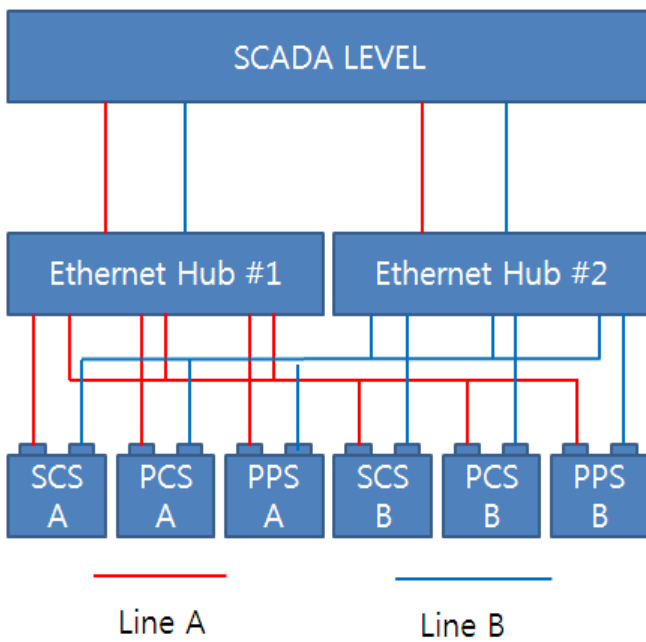 SCADA LEVEL
Ethernet Hub #1
Ethernet Hub #2
SCS
A
PCS
A
PPS
A
SCS
B
PCS
B
PPS
B
Line A
Line B